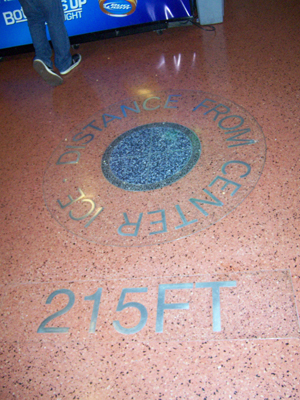 DISTANCE FROM CENTER ICE
215FT